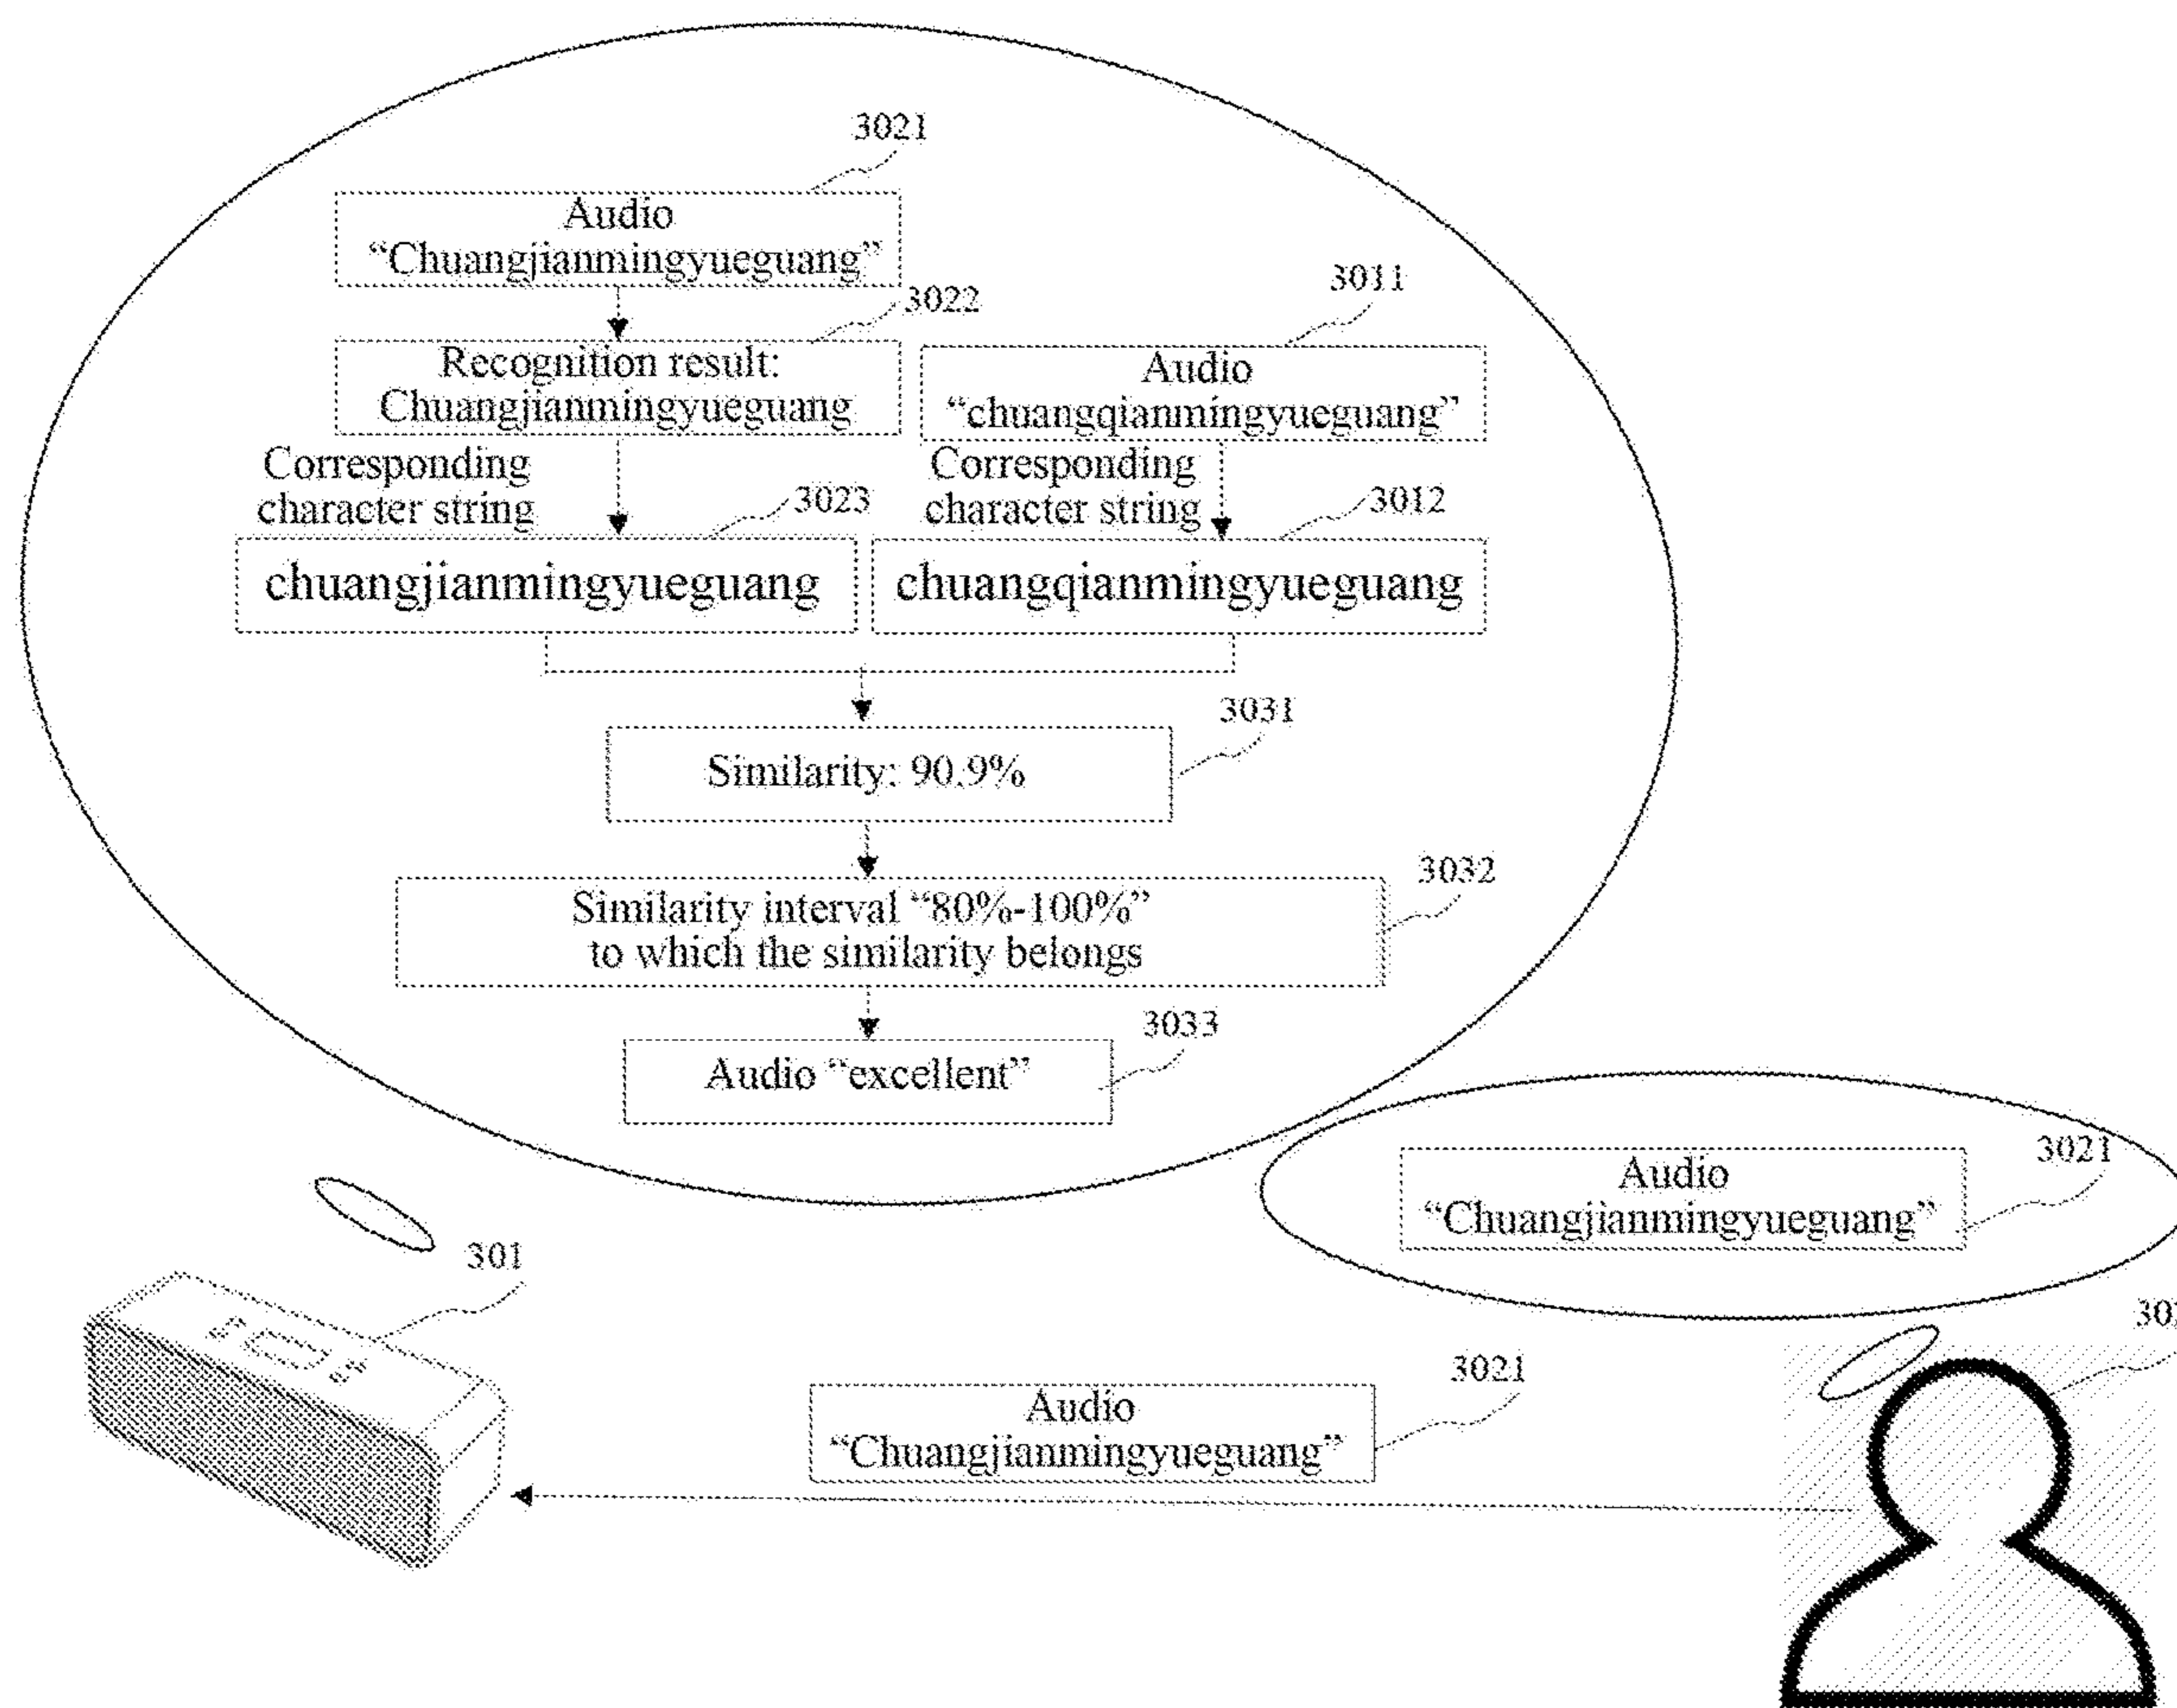 3021
Audio
“Chuangjianmingyueguang”
3022
3011
Recognition result:
Chuangjianmingyueguang
Audio
“chuangqianmingyueguang”
Corresponding
character string
3023
Corresponding
character string
3012
chuangjianmingyueguang
chuangqianmingyueguang
3031
Similarity: 90.9%
3032
Similarity interval “80%-100%”
to which the similarity belongs
3033
Audio “excellent”
3021
Audio
“Chuangjianmingyueguang”
301
3021
Audio
“Chuangjianmingyueguang”